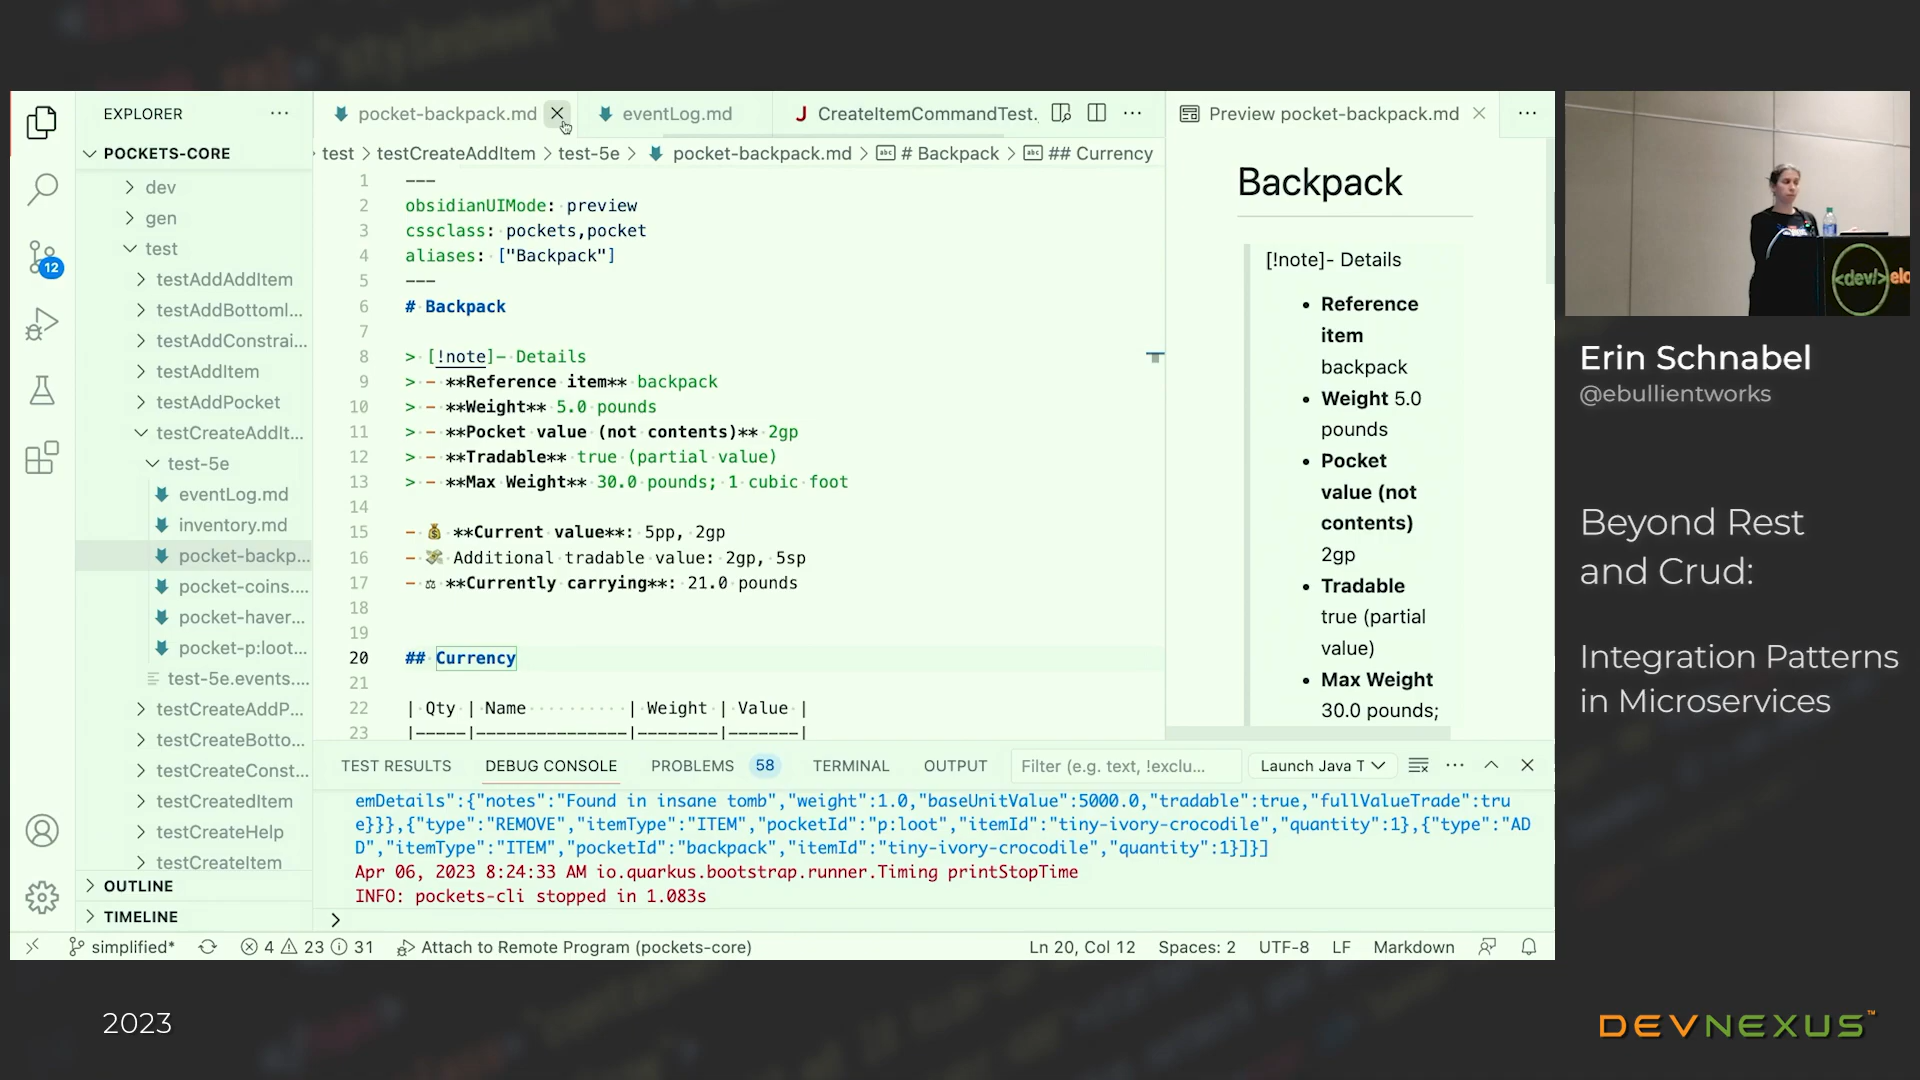 EXPLORER
POCKETS-CORE
dev
gen
test
testAddAddItem
testAddBottomI...
testAddConstrai...
testAddItem
testAddPocket
testCreateAddIt...
test-5e
eventLog.md
inventory.md
pocket-backp...
pocket-coins....
pocket-haver...
pocket-p:loot...
test-5e.events....
testCreateAddP...
testCreateBotto...
testCreateConst...
testCreatedItem
testCreateHelp
testCreateItem
OUTLINE
TIMELINE
12
pocket-backpack.md
eventLog.md
J CreateItemCommandTest.
test > testCreateAddItem > test-5e > pocket-backpack.md > # Backpack > ## Currency
1 ---
2 obsidianUIMode: preview
3 cssclass: pockets,pocket
4 aliases: ["Backpack"]
5 ---
6 # Backpack
7
8 > [!note]- Details
9 > - **Reference item** backpack
10 > - **Weight** 5.0 pounds
11 > - **Pocket value (not contents)** 2gp
12 > - **Tradable** true (partial value)
13 > - **Max Weight** 30.0 pounds; 1 cubic foot
14
15 - 💰 **Current value**: 5pp, 2gp
16 - 💸 Additional tradable value: 2gp, 5sp
17 - ⚖ **Currently carrying**: 21.0 pounds
18
19
20 ## Currency
21
22 | Qty | Name | Weight | Value |
23 |-----|---------------|--------|-------|
Preview pocket-backpack.md
Backpack
[!note]- Details
• Reference
item
backpack
• Weight 5.0
pounds
• Pocket
value (not
contents)
2gp
• Tradable
true (partial
value)
• Max Weight
30.0 pounds;
TEST RESULTS
DEBUG CONSOLE
PROBLEMS 58
TERMINAL
OUTPUT
Filter (e.g. text, !exclu...
Launch Java T
emDetails":{"notes":"Found in insane tomb","weight":1.0,"baseUnitValue":5000.0,"tradable":true,"fullValueTrade":tru
e}}},{"type":"REMOVE","itemType":"ITEM","pocketId":"p:loot","itemId":"tiny-ivory-crocodile","quantity":1},{"type":"AD
D","itemType":"ITEM","pocketId":"backpack","itemId":"tiny-ivory-crocodile","quantity":1}]}]
Apr 06, 2023 8:24:33 AM io.quarkus.bootstrap.runner.Timing printStopTime
INFO: pockets-cli stopped in 1.083s
>
simplified*
4 23 31
Attach to Remote Program (pockets-core)
Ln 20, Col 12
Spaces: 2
UTF-8
LF
Markdown
<dev/>elo
Erin Schnabel
@ebullientworks
Beyond Rest
and Crud:
Integration Patterns
in Microservices
2023
DEVNEXUS™